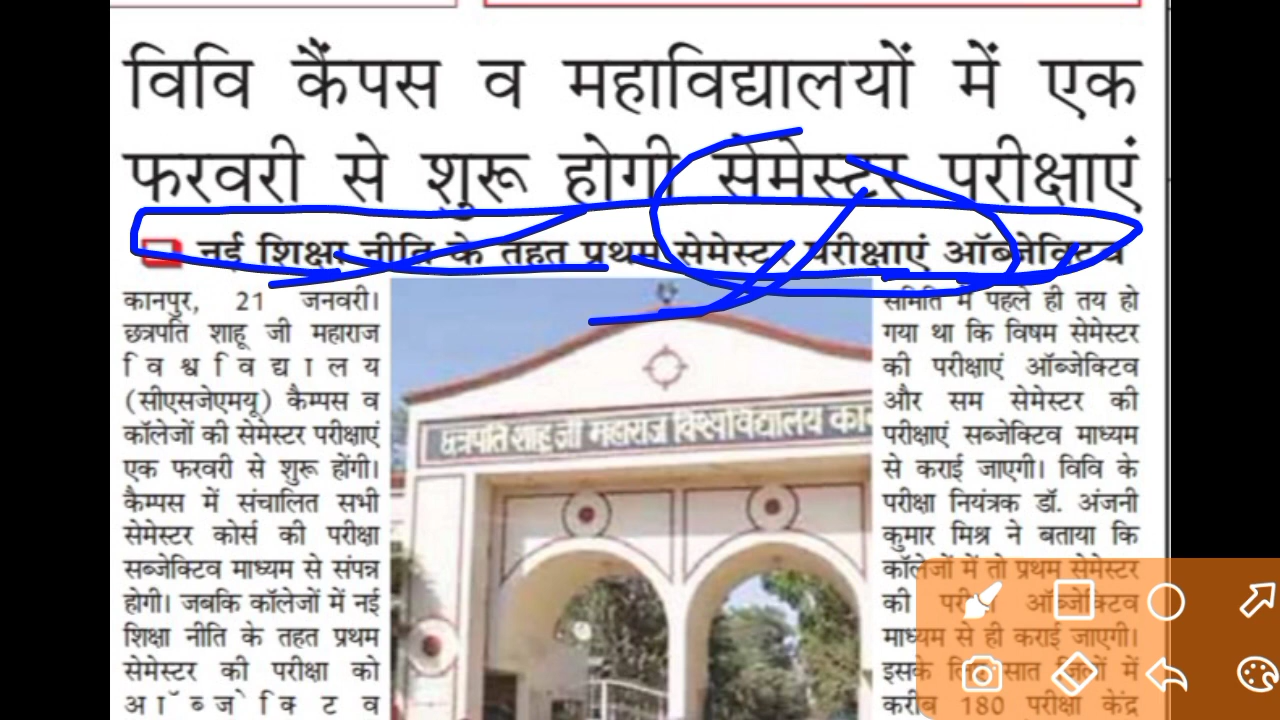 विवि कैंपस व महाविद्यालयों में एक
फरवरी से शुरू होगी सेमेस्टर परीक्षाएं
नई शिक्षा नीति के तहत प्रथम सेमेस्टर परीक्षाएं ऑब्जेक्टिव
कानपुर, 21 जनवरी।
छत्रपति शाहू जी महाराज
विश्वविद्यालय
(सीएसजेएमयू) कैम्पस व
कॉलेजों की सेमेस्टर परीक्षाएं
एक फरवरी से शुरू होंगी।
कैम्पस में संचालित सभी
सेमेस्टर कोर्स की परीक्षा
सब्जेक्टिव माध्यम से संपन्न
होगी। जबकि कॉलेजों में नई
शिक्षा नीति के तहत प्रथम
सेमेस्टर की परीक्षा को
ऑब्जेक्टिव
छत्रपति शाहू जी महाराज विश्वविद्यालय
समिति में पहले ही तय हो
गया था कि विषम सेमेस्टर
की परीक्षाएं ऑब्जेक्टिव
और सम सेमेस्टर की
परीक्षाएं सब्जेक्टिव माध्यम
से कराई जाएगी। विवि के
परीक्षा नियंत्रक डॉ. अंजनी
कुमार मिश्र ने बताया कि
कॉलेजों में तो प्रथम सेमेस्टर
की परीक्षा ऑब्जेक्टिव
माध्यम से ही कराई जाएगी।
इसके लिए सात जिलों में
करीब 180 परीक्षा केंद्र